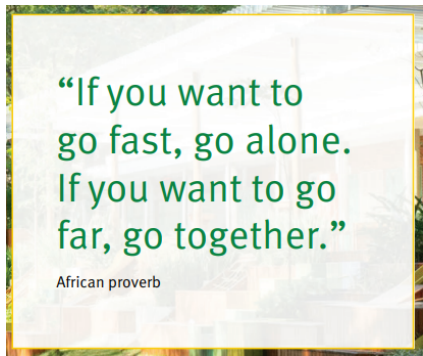 “If you want to
go fast, go alone.
If you want to go
far, go together.”
African proverb